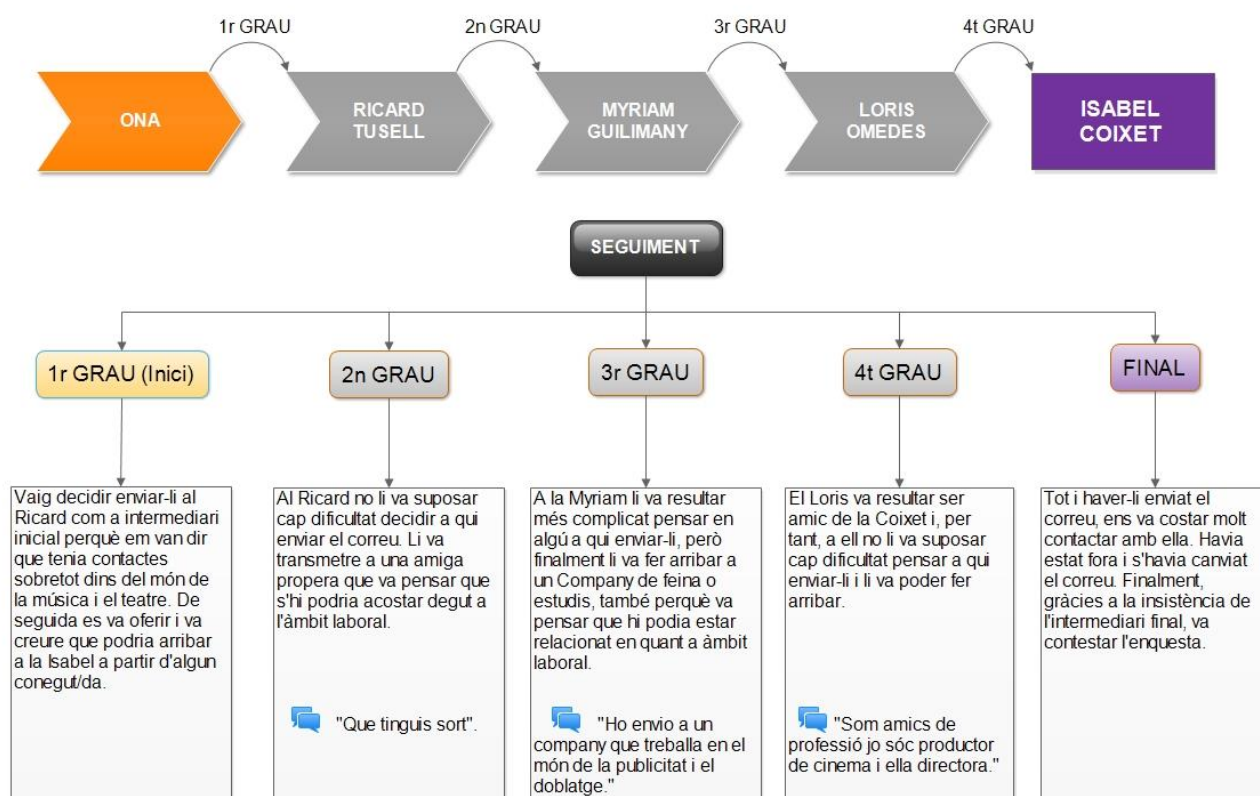 1r GRAU
2n GRAU
3r GRAU
4t GRAU
ONA
RICARD
TUSELL
MYRIAM
GUILIMANY
LORIS
OMEDES
ISABEL
COIXET
SEGUIMENT
1r GRAU (Inici)
2n GRAU
3r GRAU
4t GRAU
FINAL
Vaig decidir enviar-li al
Ricard com a intermediari
inicial perquè em van dir
que tenia contactes
sobretot dins del món de
la música i el teatre. De
seguida es va oferir i va
creure que podria arribar
a la Isabel a partir d'algun
conegut/da.
Al Ricard no li va suposar
cap dificultat decidir a qui
enviar el correu. Li va
transmetre a una amiga
propera que va pensar que
s'hi podria acostar degut a
l'àmbit laboral.
"Que tinguis sort".
A la Myriam li va resultar
més complicat pensar en
algú a qui enviar-li, però
finalment li va fer arribar a
un Company de feina o
estudis, també perquè va
pensar que hi podia estar
relacionat en quant a àmbit
laboral.
"Ho envio a un
company que treballa en el
món de la publicitat i el
doblatge."
El Loris va resultar ser
amic de la Coixet i, per
tant, a ell no li va suposar
cap dificultat pensar a qui
enviar-li i li va poder fer
arribar.
"Som amics de
professió jo sóc productor
de cinema i ella directora."
Tot i haver-li enviat el
correu, ens va costar molt
contactar amb ella. Havia
estat fora i s'havia canviat
el correu. Finalment,
gràcies a la insistència de
l'intermediari final, va
contestar l'enquesta.